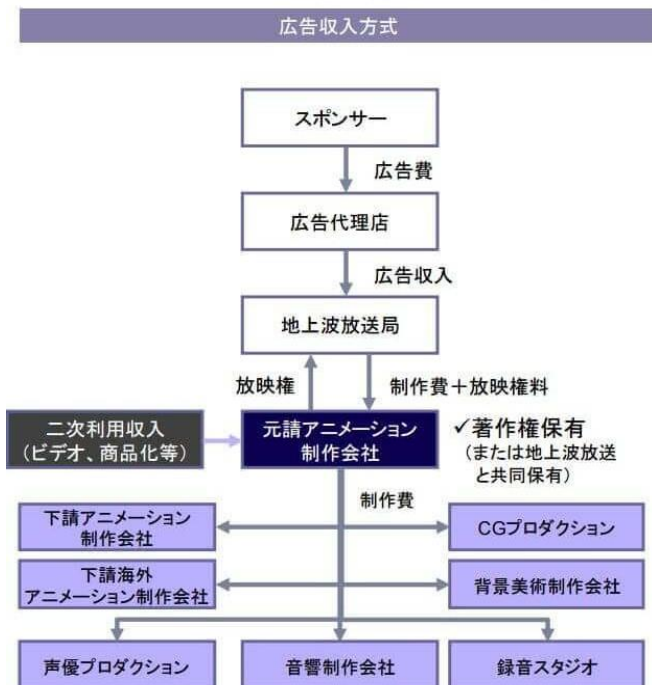 広告収入方式
スポンサー
広告費
広告代理店
広告収入
地上波放送局
放映権
制作費＋放映権料
二次利用収入
（ビデオ、商品化等）
元請アニメーション
制作会社
✓著作権保有
（または地上波放送
と共同保有）
制作費
下請アニメーション
制作会社
CGプロダクション
下請海外
アニメーション制作会社
背景美術制作会社
声優プロダクション
音響制作会社
録音スタジオ